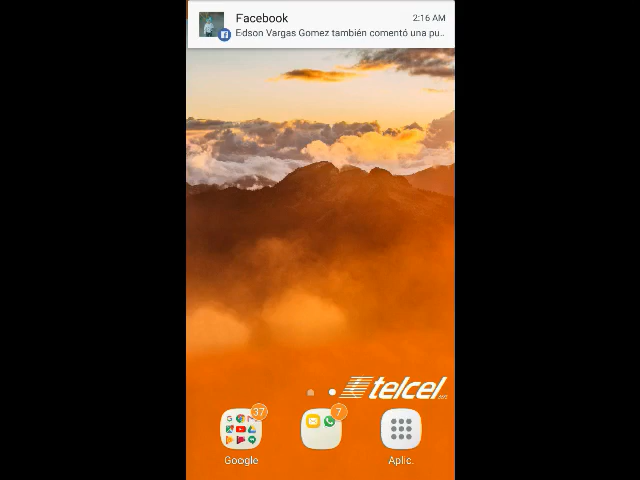 Facebook
2:16 AM
Edson Vargas Gomez también comentó una pu..
telcel
37
7
Google
Aplic.